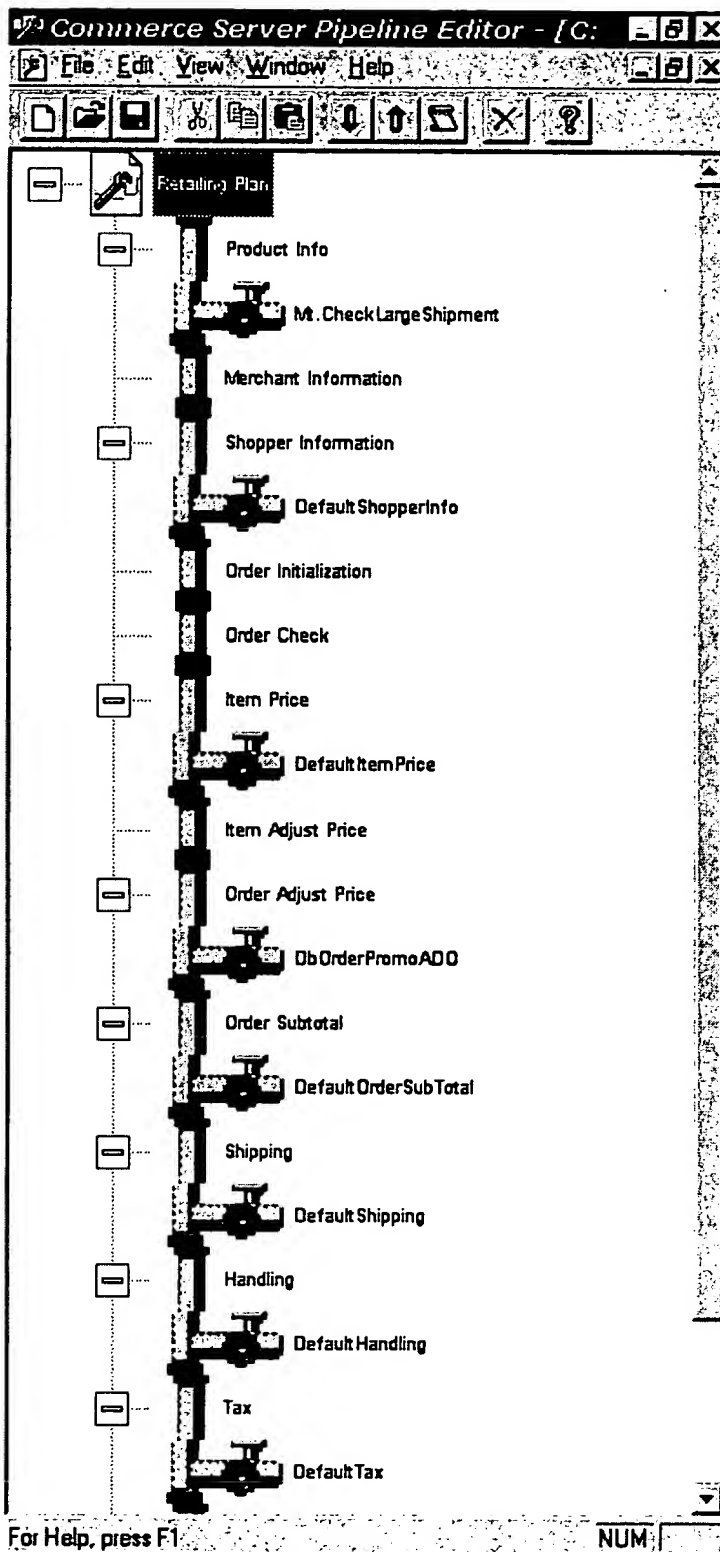 Commerce Server Pipeline Editor - [C:
File Edit View Window Help
Retailing Plan
Product Info
Mt.CheckLargeShipment
Merchant Information
Shopper Information
DefaultShopperInfo
Order Initialization
Order Check
Item Price
DefaultItemPrice
Item Adjust Price
Order Adjust Price
DbOrderPromoADO
Order Subtotal
DefaultOrderSubTotal
Shipping
DefaultShipping
Handling
DefaultHandling
Tax
DefaultTax
For Help, press F1 NUM